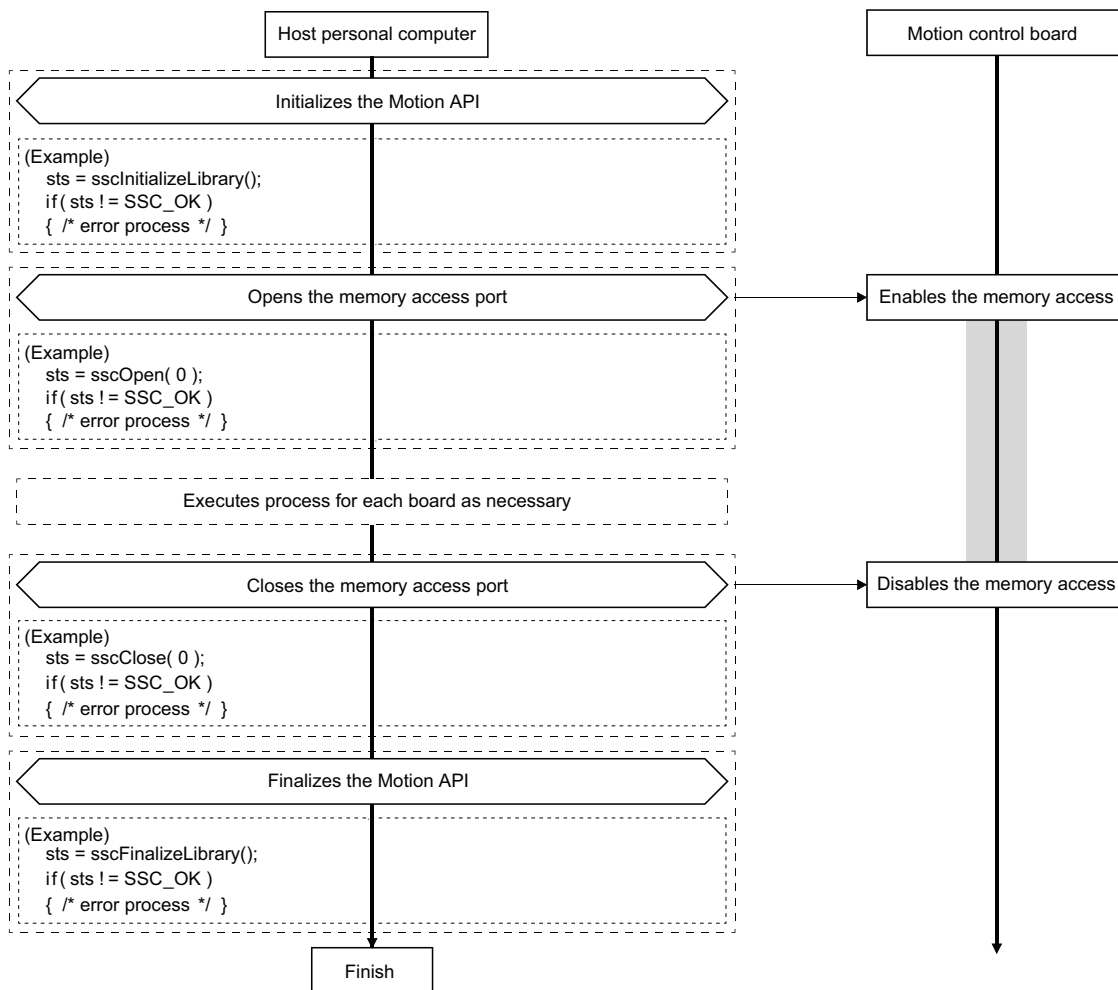 Host personal computer
Motion control board
Initializes the Motion API
(Example)
sts = sscInitializeLibrary();
if( sts ! = SSC_OK )
{ /* error process */ }
Opens the memory access port
Enables the memory access
(Example)
sts = sscOpen( 0 );
if( sts ! = SSC_OK )
{ /* error process */ }
Executes process for each board as necessary
Closes the memory access port
Disables the memory access
(Example)
sts = sscClose( 0 );
if( sts ! = SSC_OK )
{ /* error process */ }
Finalizes the Motion API
(Example)
sts = sscFinalizeLibrary();
if( sts ! = SSC_OK )
{ /* error process */ }
Finish